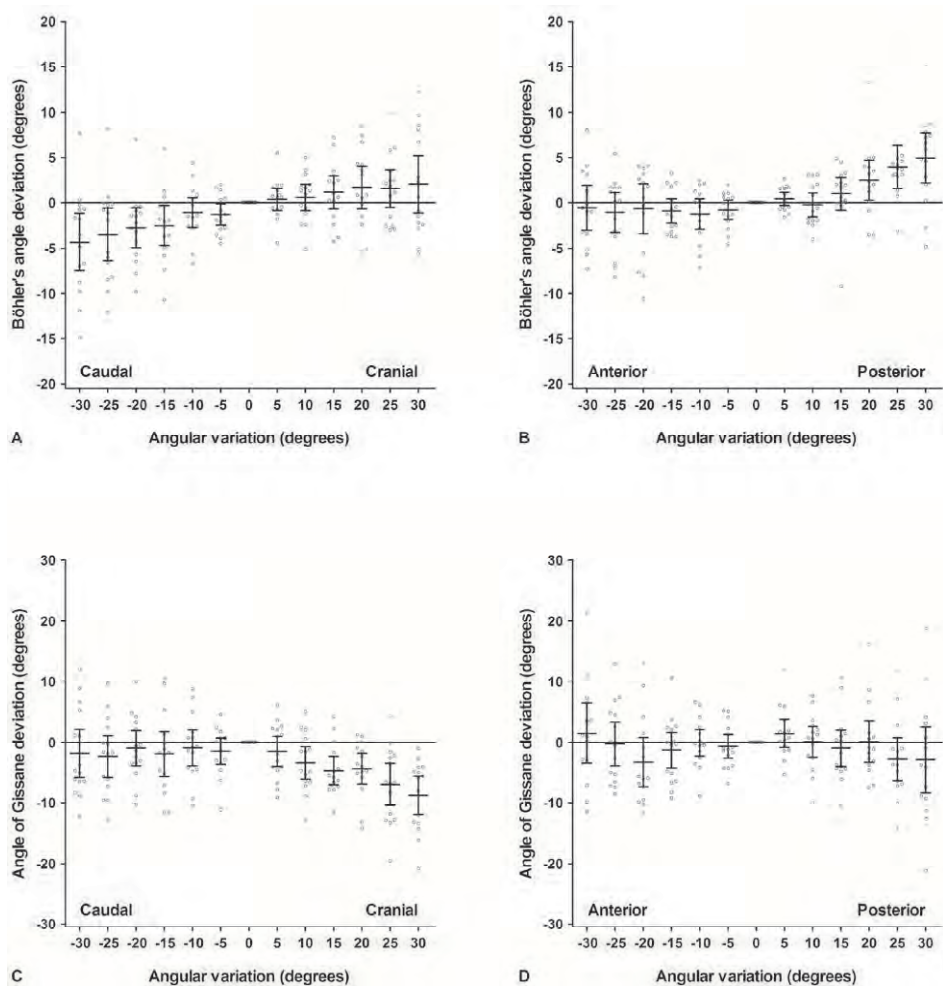 20
15
10
5
0
-5
-10
-15
-20
Böhler's angle deviation (degrees)
Caudal
Cranial
-30 -25 -20 -15 -10 -5 0 5 10 15 20 25 30
A
Angular variation (degrees)
20
15
10
5
0
-5
-10
-15
-20
Böhler's angle deviation (degrees)
Anterior
Posterior
-30 -25 -20 -15 -10 -5 0 5 10 15 20 25 30
B
Angular variation (degrees)
30
20
10
0
-10
-20
-30
Angle of Gissane deviation (degrees)
Caudal
Cranial
-30 -25 -20 -15 -10 -5 0 5 10 15 20 25 30
C
Angular variation (degrees)
30
20
10
0
-10
-20
-30
Angle of Gissane deviation (degrees)
Anterior
Posterior
-30 -25 -20 -15 -10 -5 0 5 10 15 20 25 30
D
Angular variation (degrees)